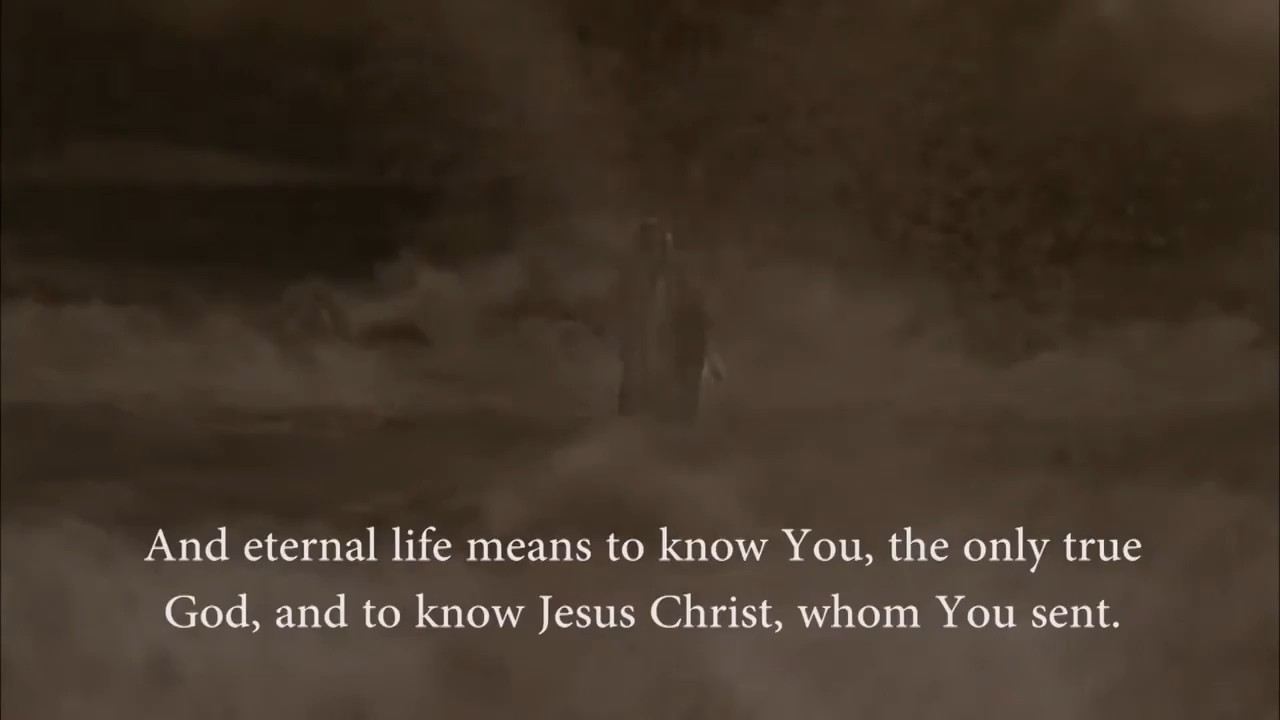 And eternal life means to know You, the only true
God, and to know Jesus Christ, whom You sent.